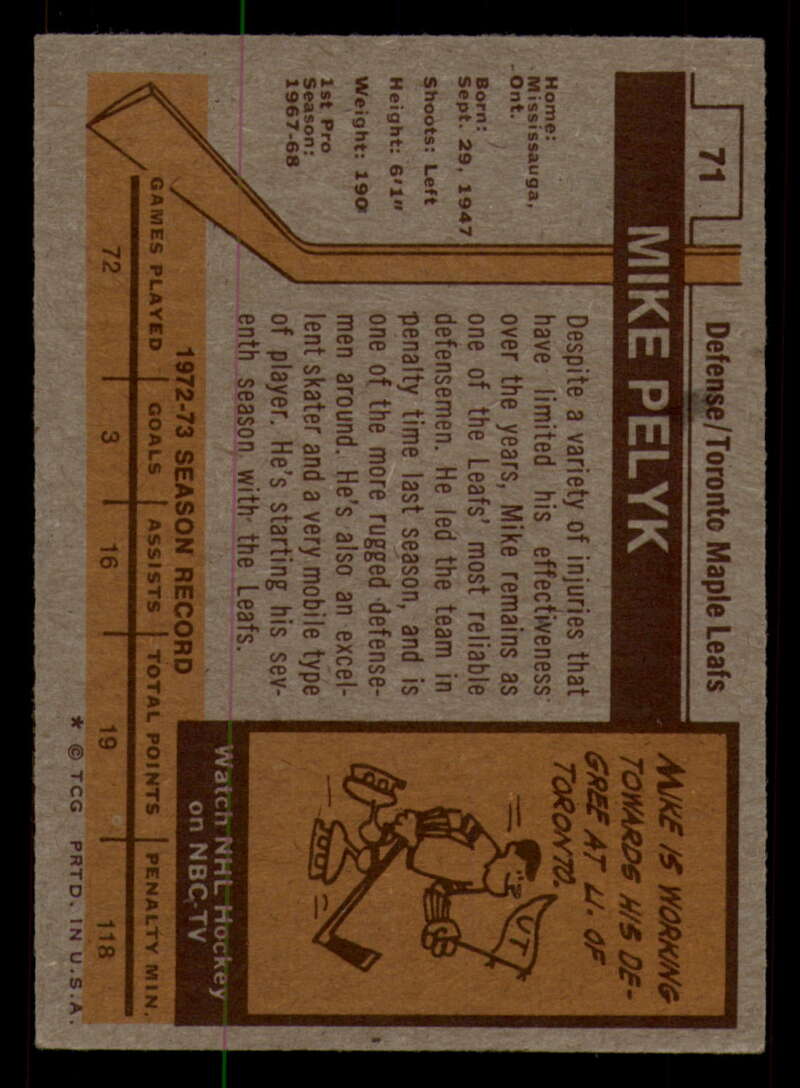 71
Defense/Toronto Maple Leafs
MIKE PELYK
Home:
Mississauga,
Ont.
Born:
Sept. 29, 1947
Shoots: Left
Height: 6'1"
Weight: 190
1st Pro
Season:
1967-68
Despite a variety of injuries that
have limited his effectiveness
over the years, Mike remains as
one of the Leafs' most reliable
defensemen. He led the team in
penalty time last season, and is
one of the more rugged defense-
men around. He's also an excel-
lent skater and a very mobile type
of player. He's starting his sev-
enth season with the Leafs.
MIKE IS WORKING
TOWARDS HIS DE-
GREE AT U. OF
TORONTO.
UT
Watch NHL Hockey
on NBC-TV
1972-73 SEASON RECORD
GAMES PLAYED GOALS ASSISTS TOTAL POINTS PENALTY MIN.
72 3 16 19 118
* © TCG PRTD. IN U.S.A.